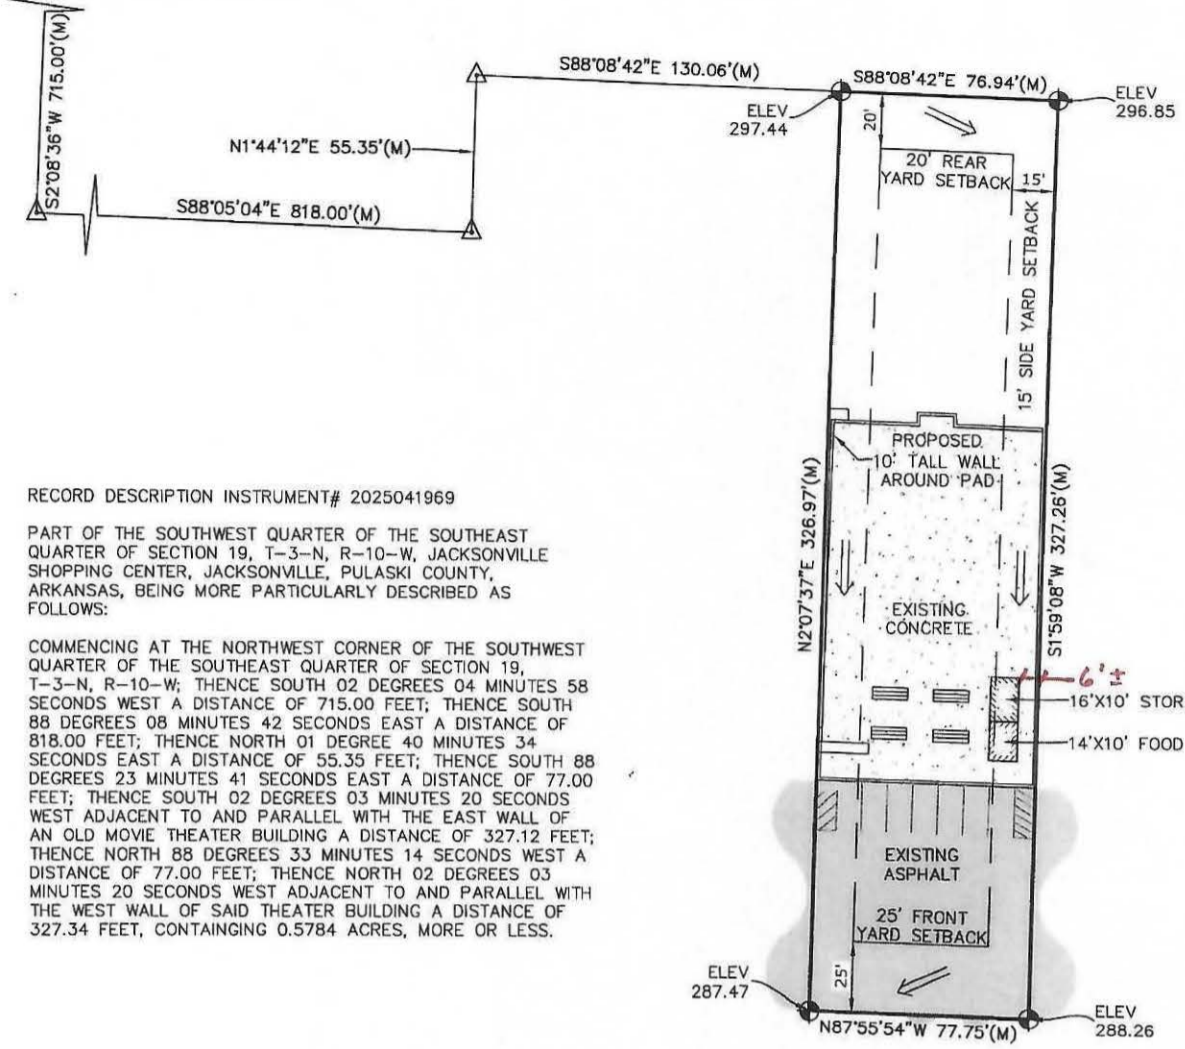 S2°08'36"W 715.00'(M)
S88°08'42"E 130.06'(M)
S88°08'42"E 76.94'(M)
ELEV
297.44
ELEV
296.85
N1°44'12"E 55.35'(M)
S88°05'04"E 818.00'(M)
20'
20' REAR
YARD SETBACK
15'
15' SIDE YARD SETBACK
PROPOSED
10' TALL WALL
AROUND PAD
N2°07'37"E 326.97'(M)
S1°59'08"W 327.26'(M)
EXISTING
CONCRETE
6' ±
16'X10' STOR
14'X10' FOOD
RECORD DESCRIPTION INSTRUMENT# 2025041969
PART OF THE SOUTHWEST QUARTER OF THE SOUTHEAST
QUARTER OF SECTION 19, T-3-N, R-10-W, JACKSONVILLE
SHOPPING CENTER, JACKSONVILLE, PULASKI COUNTY,
ARKANSAS, BEING MORE PARTICULARLY DESCRIBED AS
FOLLOWS:
COMMENCING AT THE NORTHWEST CORNER OF THE SOUTHWEST
QUARTER OF THE SOUTHEAST QUARTER OF SECTION 19,
T-3-N, R-10-W; THENCE SOUTH 02 DEGREES 04 MINUTES 58
SECONDS WEST A DISTANCE OF 715.00 FEET; THENCE SOUTH
88 DEGREES 08 MINUTES 42 SECONDS EAST A DISTANCE OF
818.00 FEET; THENCE NORTH 01 DEGREE 40 MINUTES 34
SECONDS EAST A DISTANCE OF 55.35 FEET; THENCE SOUTH 88
DEGREES 23 MINUTES 41 SECONDS EAST A DISTANCE OF 77.00
FEET; THENCE SOUTH 02 DEGREES 03 MINUTES 20 SECONDS
WEST ADJACENT TO AND PARALLEL WITH THE EAST WALL OF
AN OLD MOVIE THEATER BUILDING A DISTANCE OF 327.12 FEET;
THENCE NORTH 88 DEGREES 33 MINUTES 14 SECONDS WEST A
DISTANCE OF 77.00 FEET; THENCE NORTH 02 DEGREES 03
MINUTES 20 SECONDS WEST ADJACENT TO AND PARALLEL WITH
THE WEST WALL OF SAID THEATER BUILDING A DISTANCE OF
327.34 FEET, CONTAINGING 0.5784 ACRES, MORE OR LESS.
EXISTING
ASPHALT
25' FRONT
YARD SETBACK
25'
ELEV
287.47
N87°55'54"W 77.75'(M)
ELEV
288.26